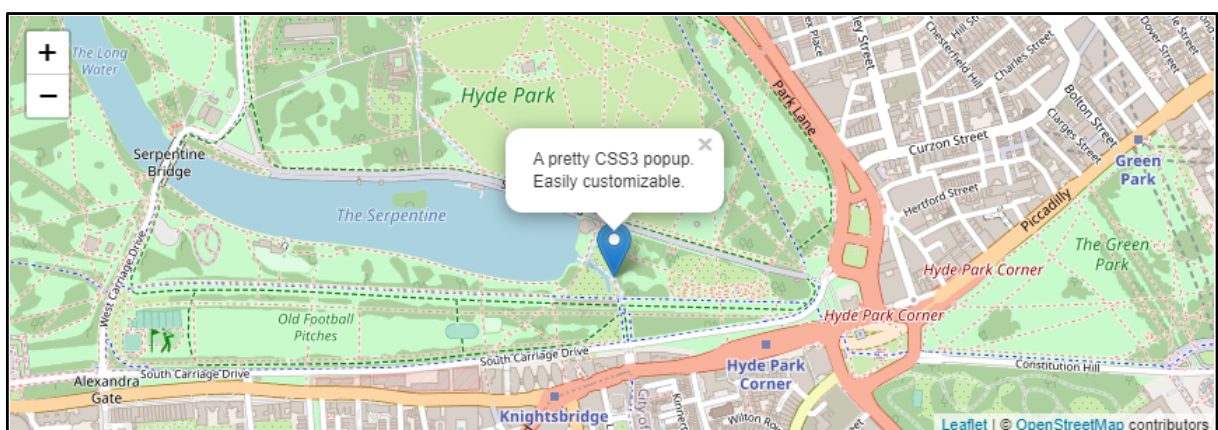 +
−
The Long
Water
Serpentine
Bridge
The Serpentine
Hyde Park
A pretty CSS3 popup.
Easily customizable.
×
Park Lane
Chesterfield Hill
Charles Street
Dover Street
Bolton Street
Clarges Street
Curzon Street
Hertford Street
Green
Park
Piccadilly
The Green
Park
Hyde Park Corner
Hyde Park Corner
West Carriage Drive
Old Football
Pitches
South Carriage Drive
South Carriage Drive
Alexandra
Gate
Knightsbridge
Hyde Park
Corner
Constitution Hill
City of
Leaflet | © OpenStreetMap contributors